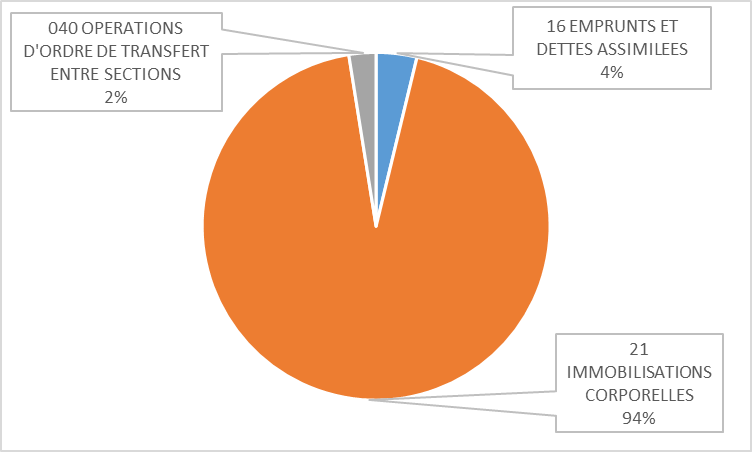 040 OPERATIONS
D'ORDRE DE TRANSFERT
ENTRE SECTIONS
2%
16 EMPRUNTS ET
DETTES ASSIMILEES
4%
21
IMMOBILISATIONS
CORPORELLES
94%